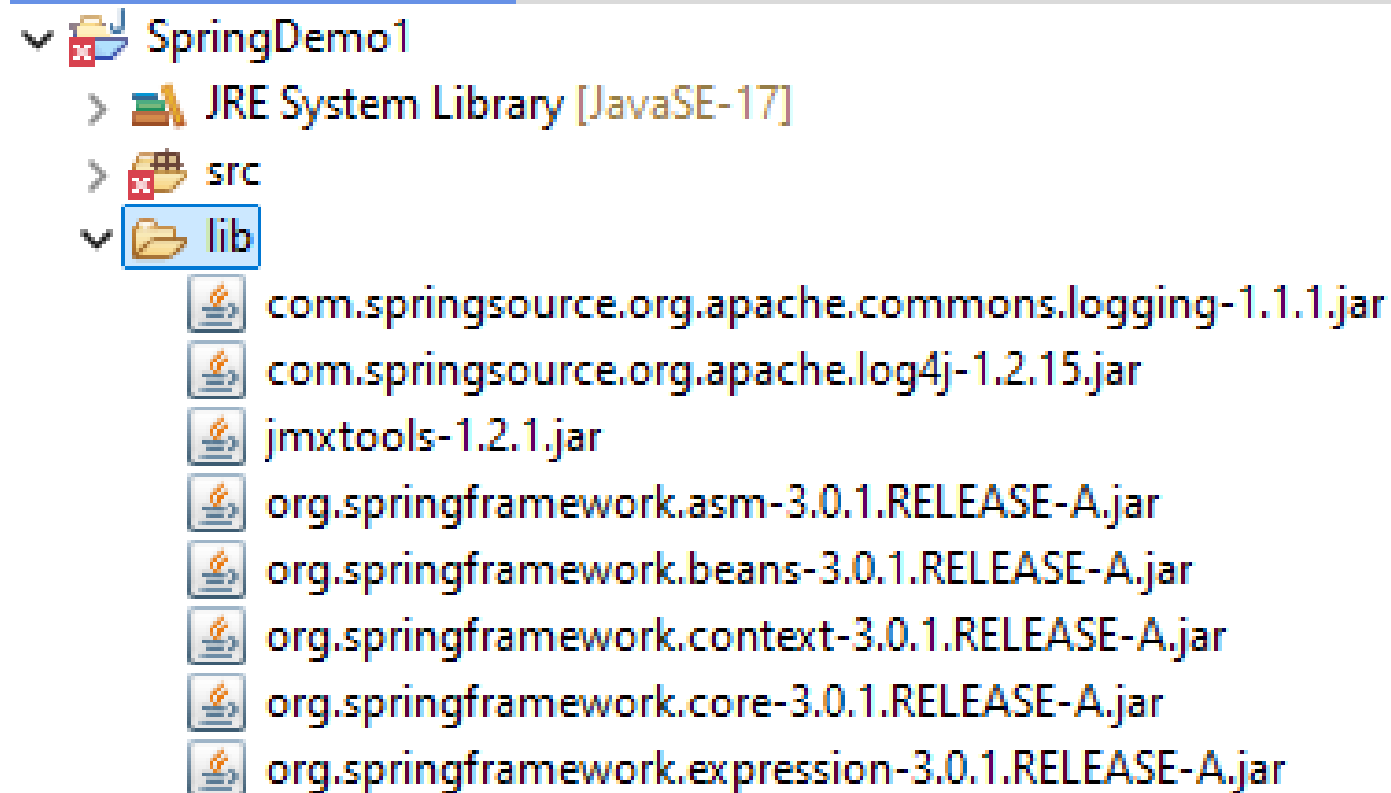 SpringDemo1
JRE System Library [JavaSE-17]
src
lib
com.springsource.org.apache.commons.logging-1.1.1.jar
com.springsource.org.apache.log4j-1.2.15.jar
jmxtools-1.2.1.jar
org.springframework.asm-3.0.1.RELEASE-A.jar
org.springframework.beans-3.0.1.RELEASE-A.jar
org.springframework.context-3.0.1.RELEASE-A.jar
org.springframework.core-3.0.1.RELEASE-A.jar
org.springframework.expression-3.0.1.RELEASE-A.jar